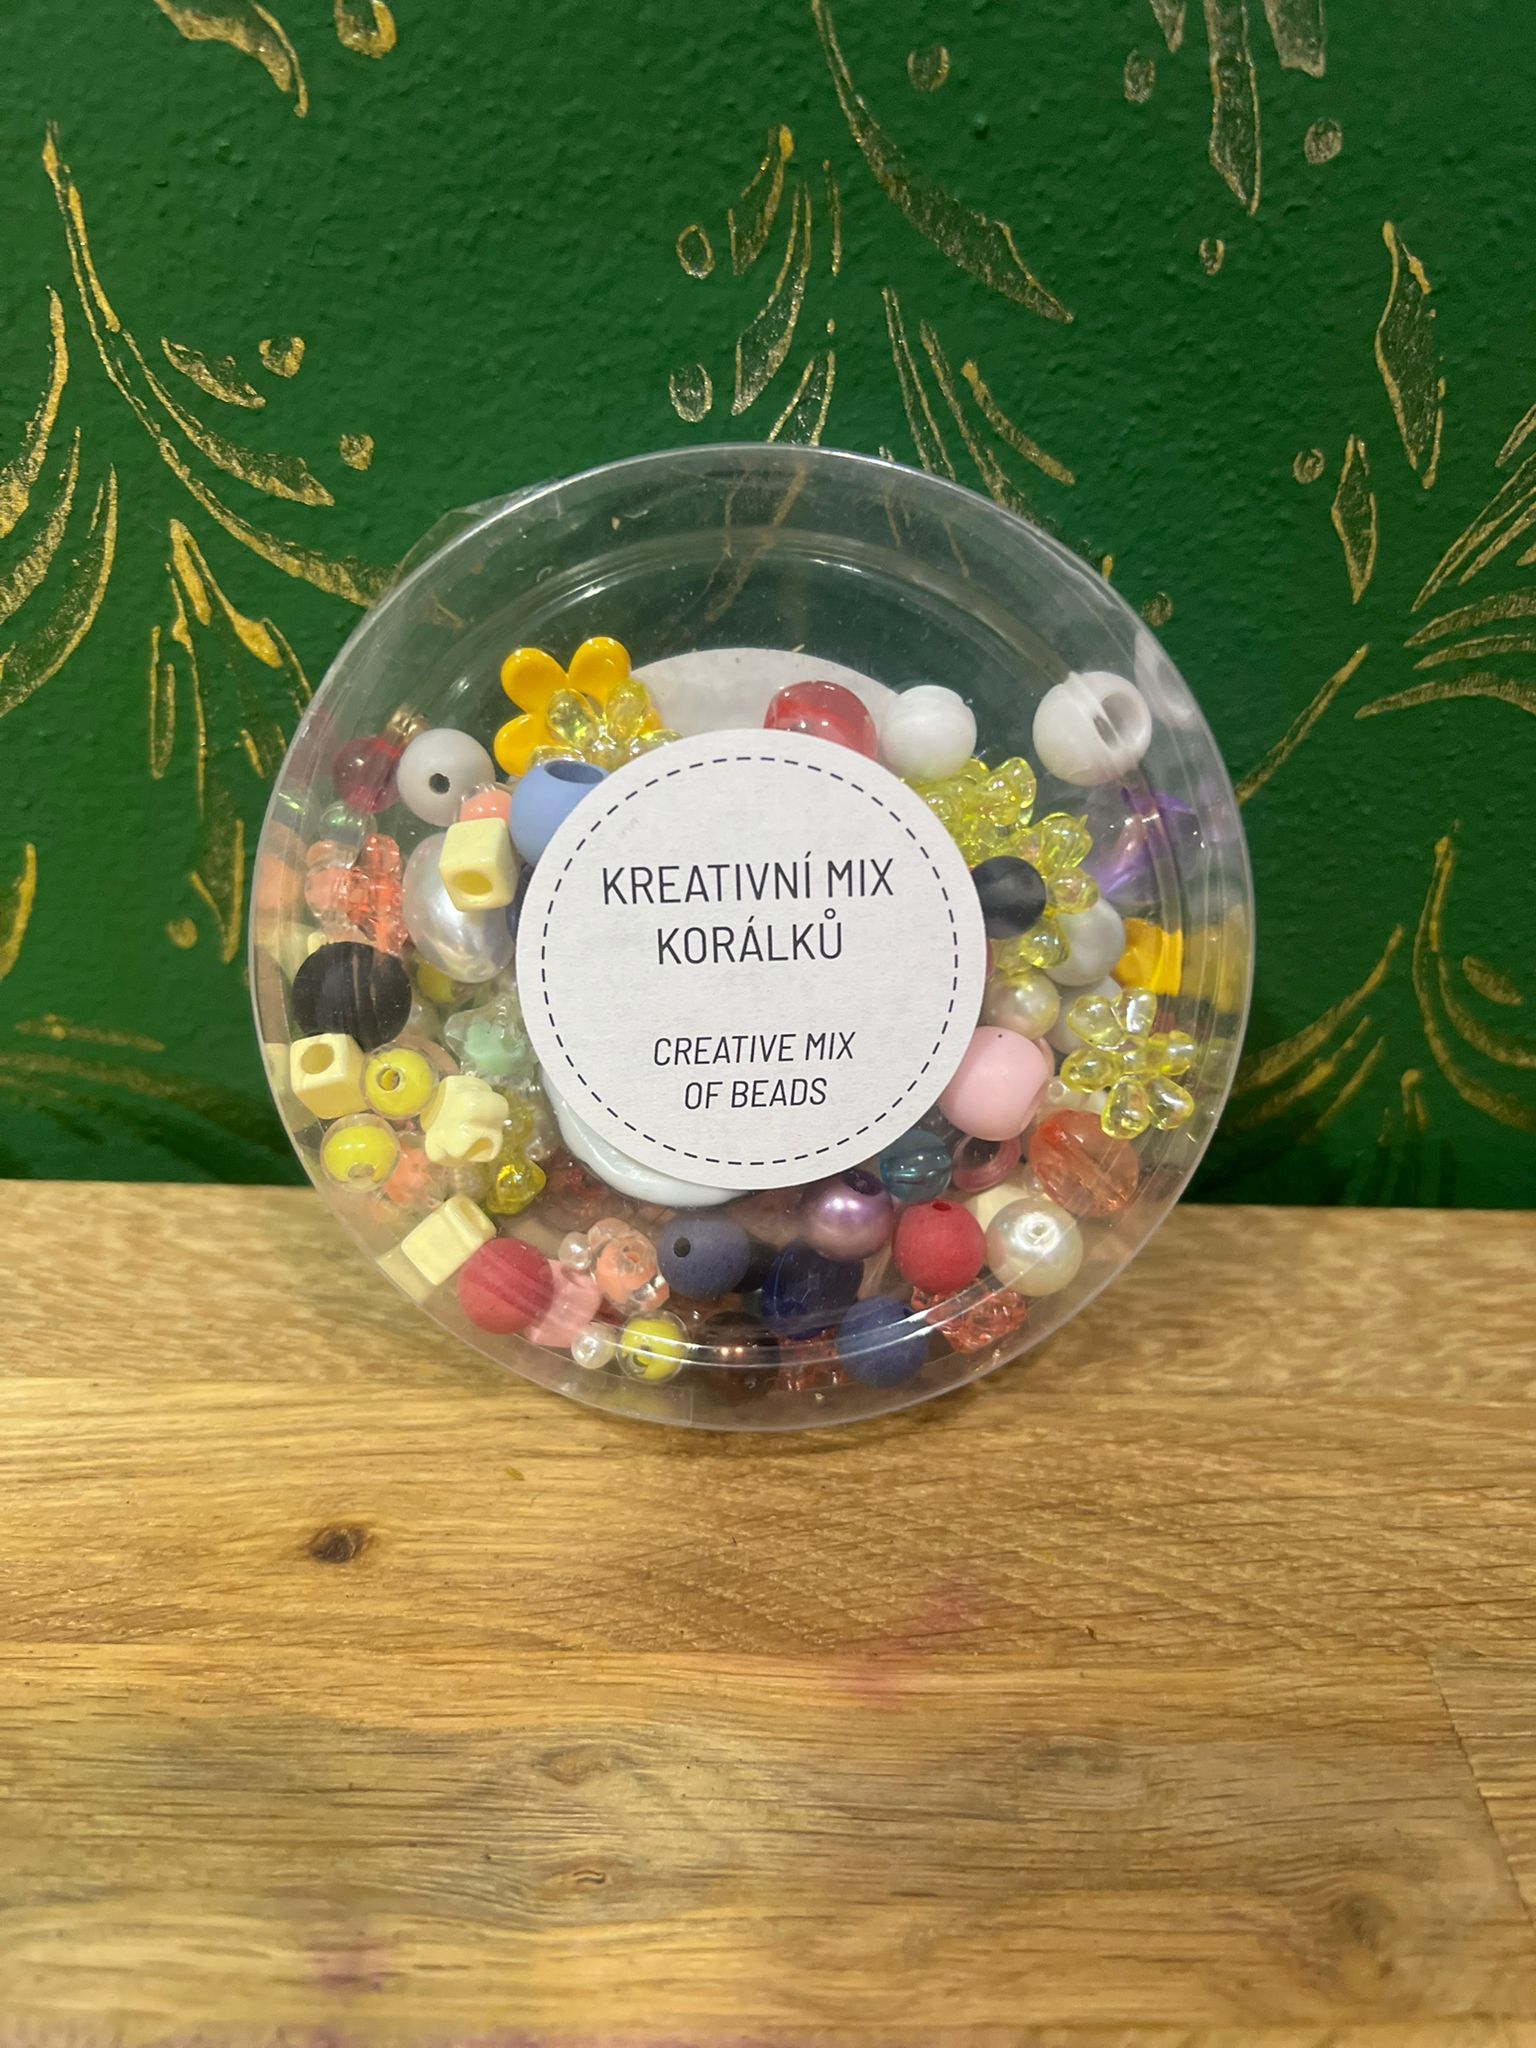 KREATIVNÍ MIX
KORÁLKŮ
CREATIVE MIX
OF BEADS